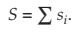 S = ∑ sᵢ.